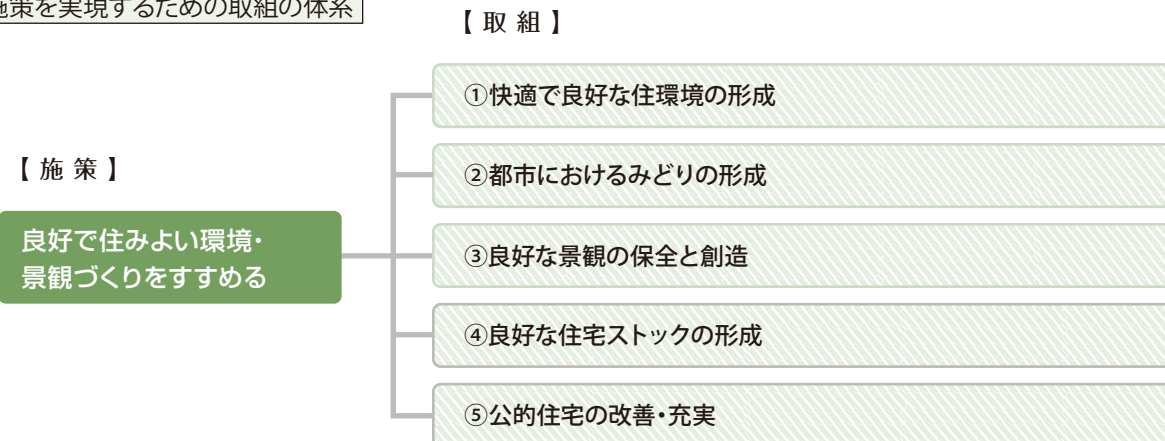 施策を実現するための取組の体系
【 取 組 】
①快適で良好な住環境の形成
②都市におけるみどりの形成
【 施 策 】
良好で住みよい環境・
景観づくりをすすめる
③良好な景観の保全と創造
④良好な住宅ストックの形成
⑤公的住宅の改善・充実